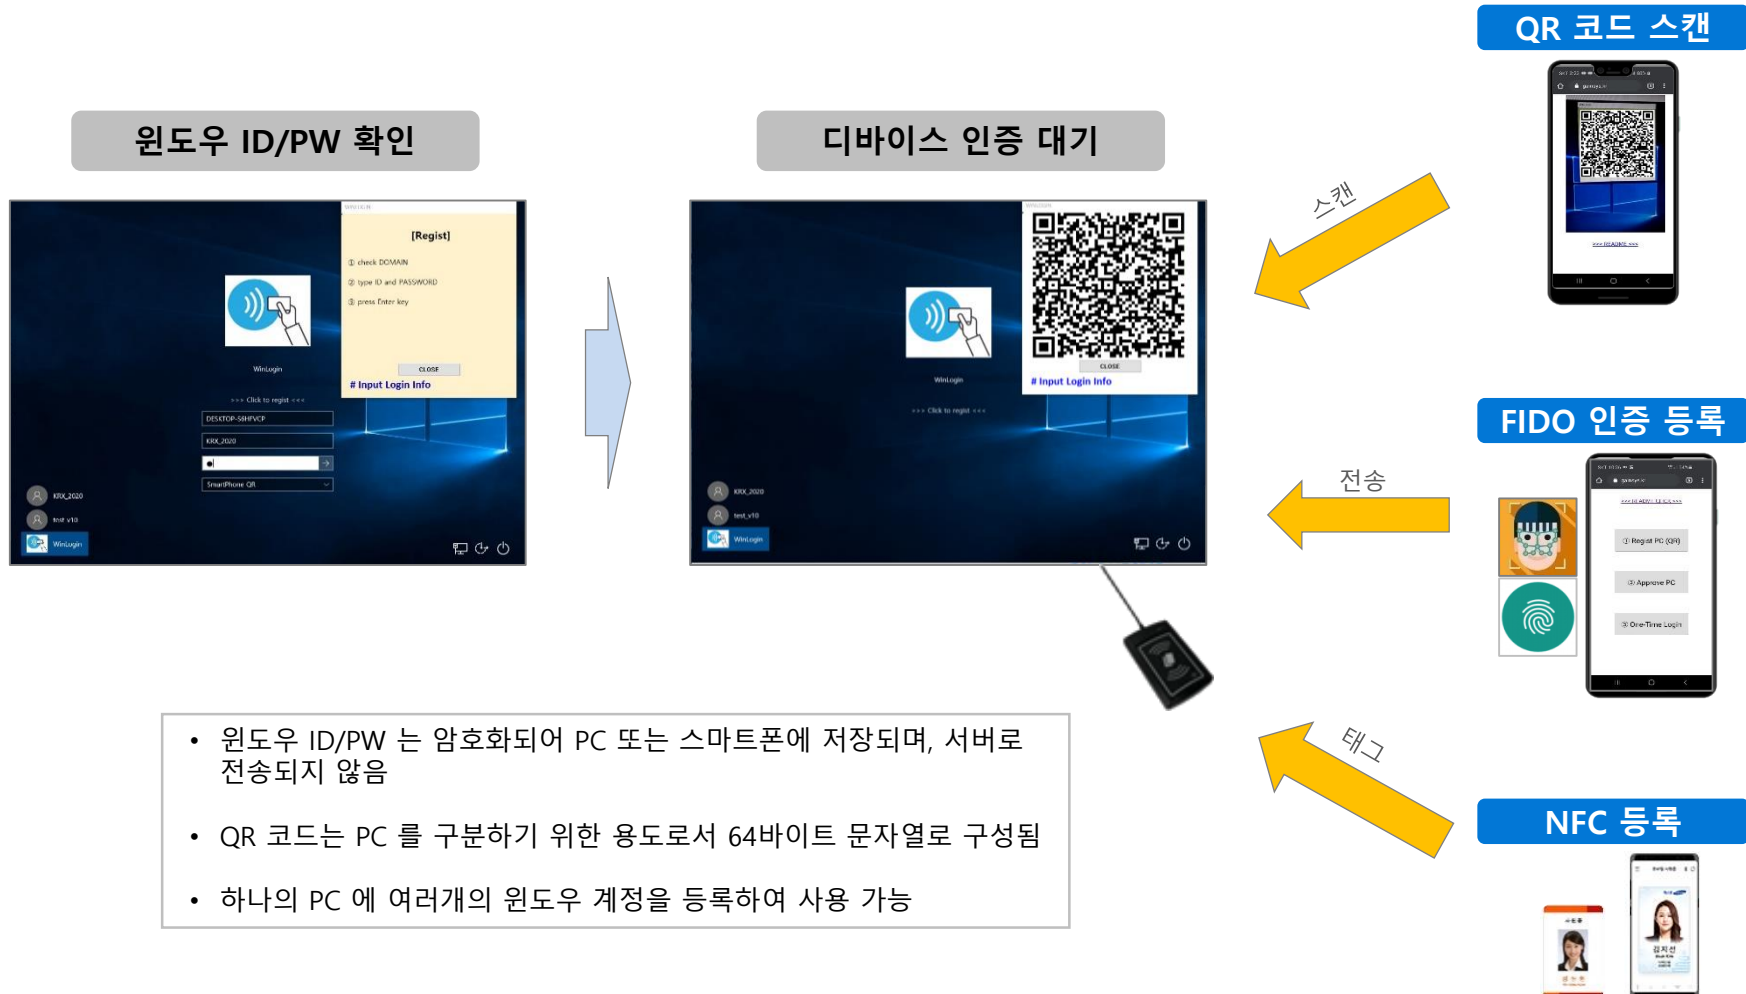 QR 코드 스캔
윈도우 ID/PW 확인
디바이스 인증 대기
[Regist]
① check DOMAIN
② type ID and PASSWORD
③ press Enter key
CLOSE
# Input Login Info
WinLogin
>>> Click to regist <<<
DESKTOP-S8HFVCP
KRX_2020
SmartPhone QR
KRX_2020
test_v10
WinLogin
CLOSE
# Input Login Info
WinLogin
>>> Click to regist <<<
KRX_2020
test_v10
WinLogin
스캔
>>> README <<<
FIDO 인증 등록
전송
① Regist PC (QR)
② Approve PC
③ One-Time Login
태그
NFC 등록
김지선
• 윈도우 ID/PW 는 암호화되어 PC 또는 스마트폰에 저장되며, 서버로
전송되지 않음
• QR 코드는 PC 를 구분하기 위한 용도로서 64바이트 문자열로 구성됨
• 하나의 PC 에 여러개의 윈도우 계정을 등록하여 사용 가능